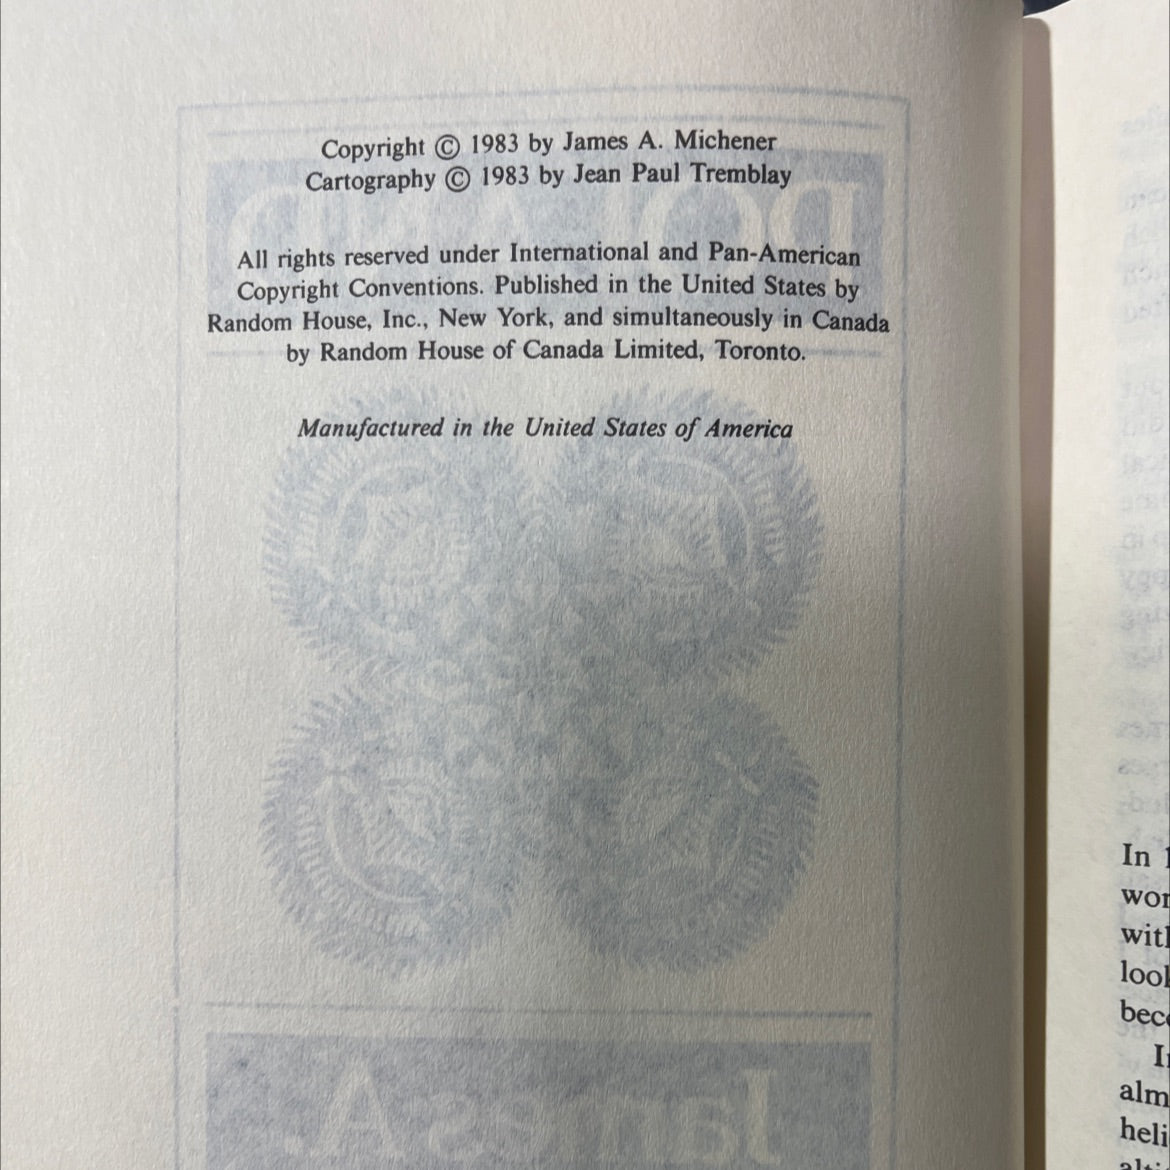 Copyright © 1983 by James A. Michener
Cartography © 1983 by Jean Paul Tremblay
All rights reserved under International and Pan-American
Copyright Conventions. Published in the United States by
Random House, Inc., New York, and simultaneously in Canada
by Random House of Canada Limited, Toronto.
Manufactured in the United States of America
In